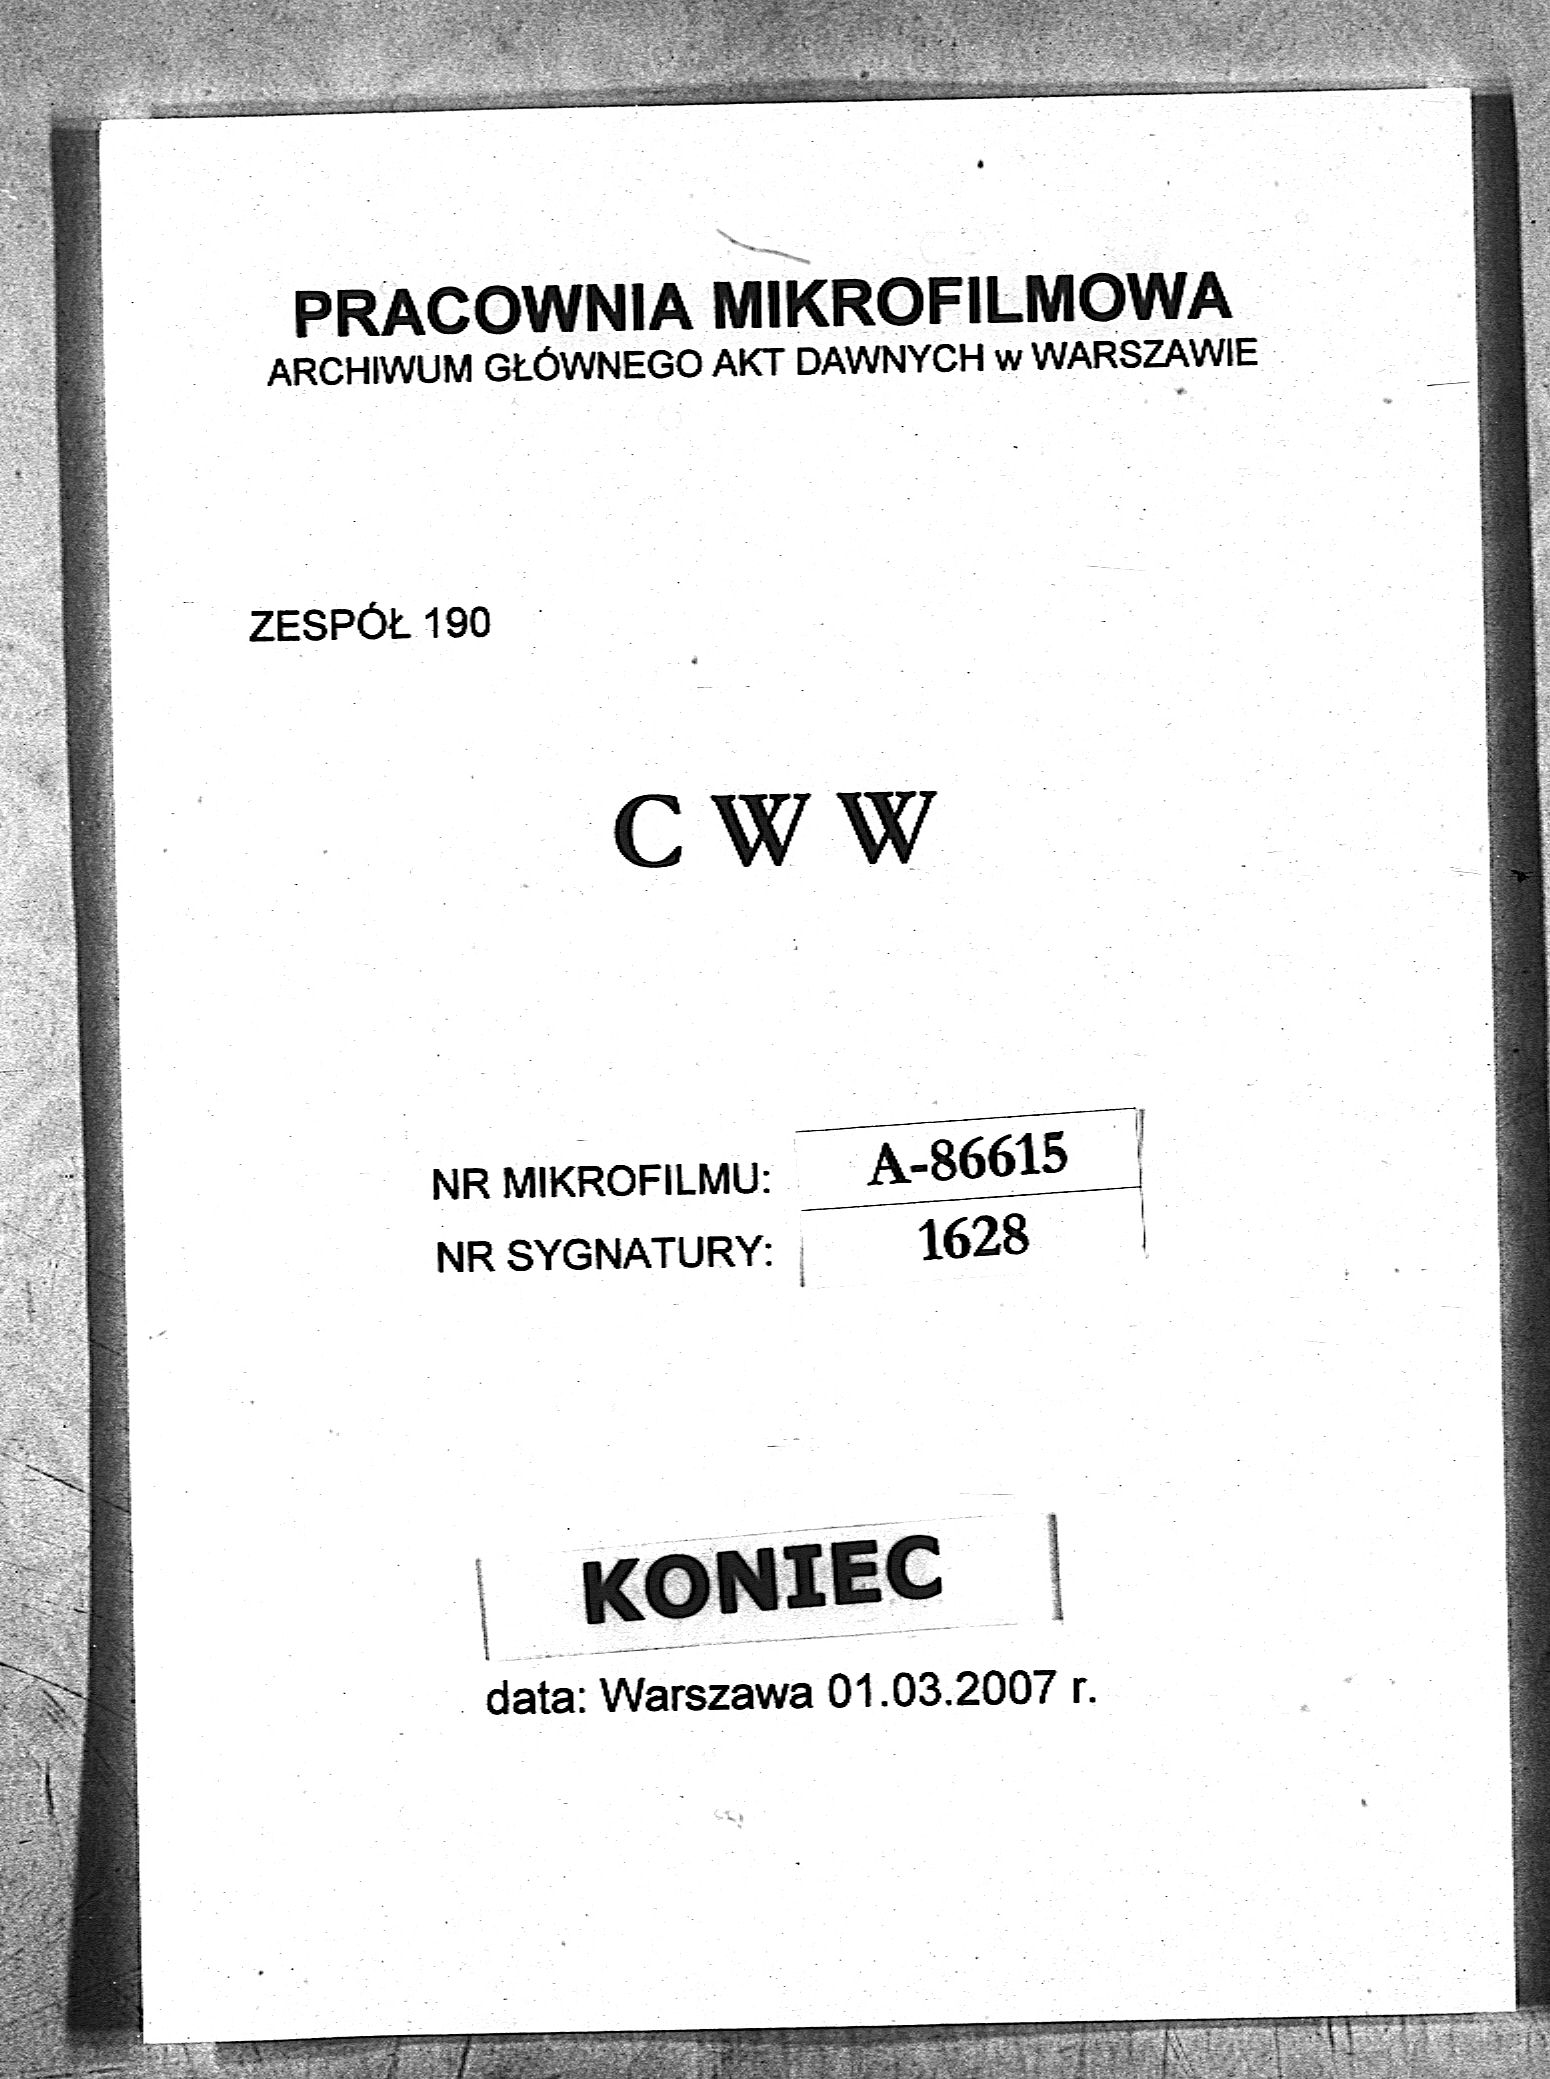 PRACOWNIA MIKROFILMOWA
ARCHIWUM GŁÓWNEGO AKT DAWNYCH w WARSZAWIE
ZESPÓŁ 190
C W W
NR MIKROFILMU: A-86615
NR SYGNATURY: 1628
KONIEC
data: Warszawa 01.03.2007 r.